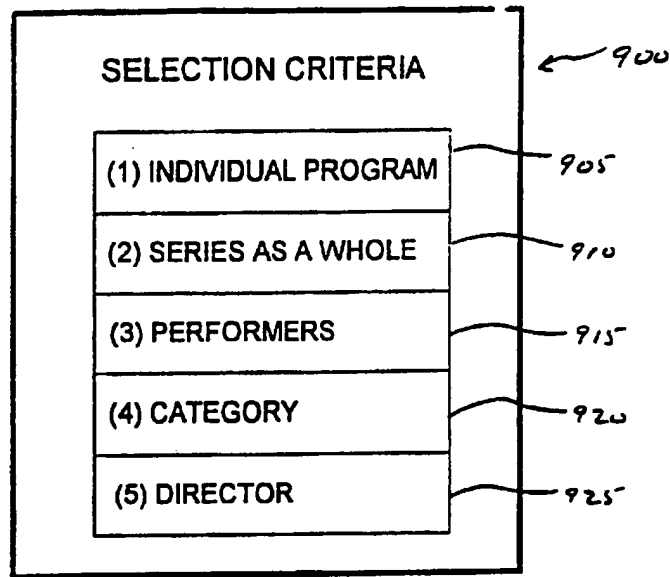 SELECTION CRITERIA
900
(1) INDIVIDUAL PROGRAM
905
(2) SERIES AS A WHOLE
910
(3) PERFORMERS
915
(4) CATEGORY
920
(5) DIRECTOR
925